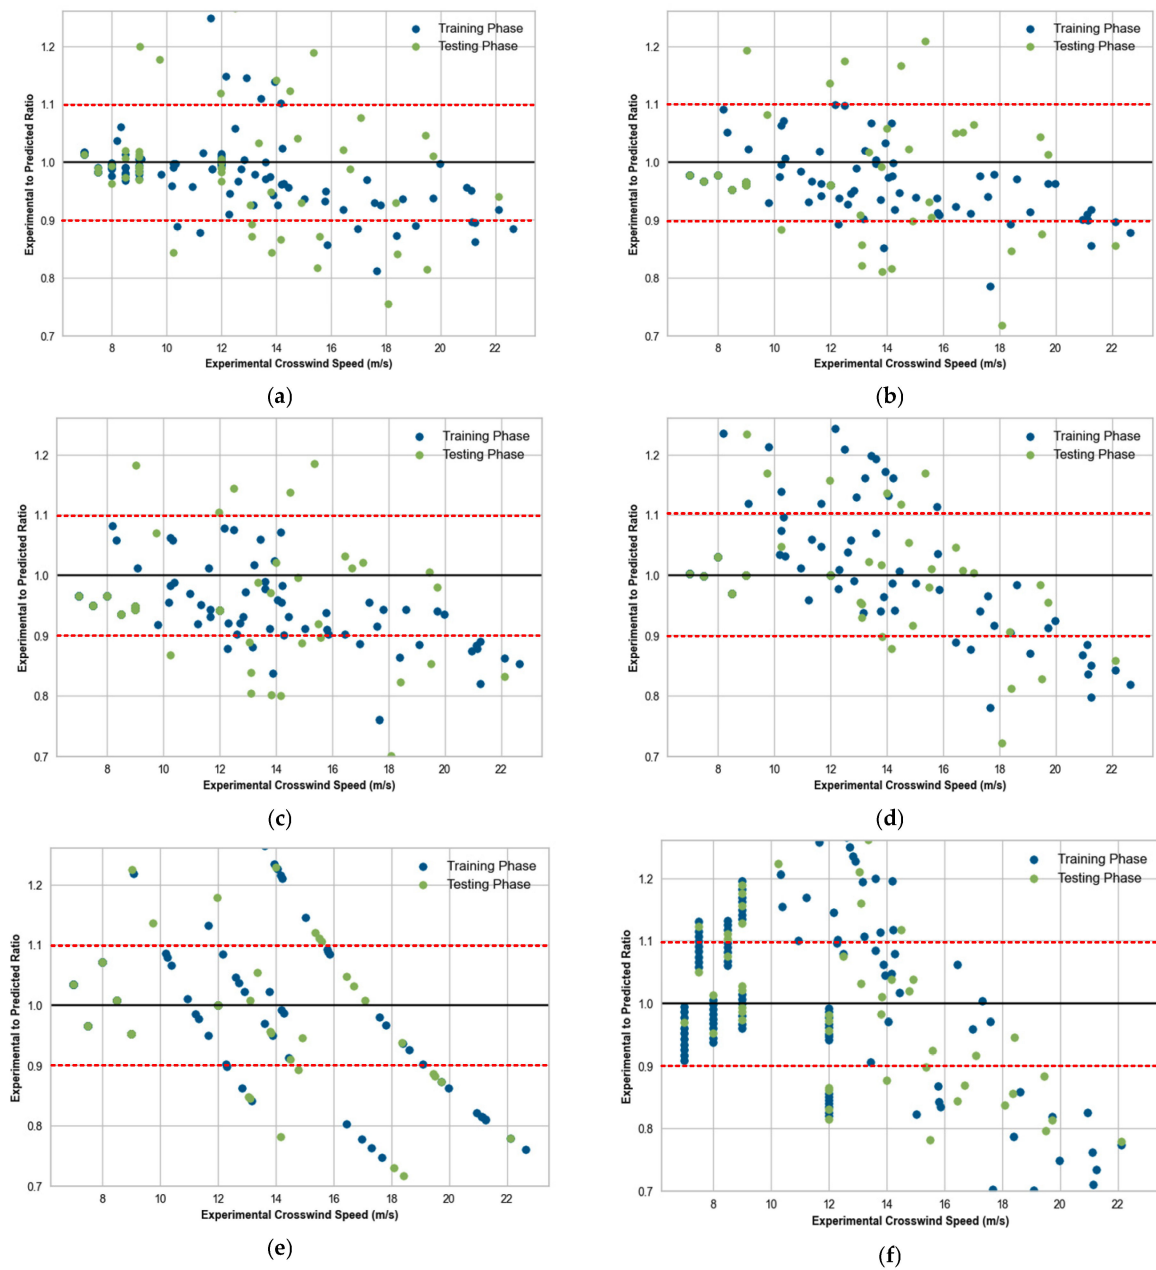 Training Phase
Testing Phase
1.2
1.1
1.0
0.9
0.8
0.7
Experimental to Predicted Ratio
8 10 12 14 16 18 20 22
Experimental Crosswind Speed (m/s)
(a)
Training Phase
Testing Phase
1.2
1.1
1.0
0.9
0.8
0.7
Experimental to Predicted Ratio
8 10 12 14 16 18 20 22
Experimental Crosswind Speed (m/s)
(b)
Training Phase
Testing Phase
1.2
1.1
1.0
0.9
0.8
0.7
Experimental to Predicted Ratio
8 10 12 14 16 18 20 22
Experimental Crosswind Speed (m/s)
(c)
Training Phase
Testing Phase
1.2
1.1
1.0
0.9
0.8
0.7
Experimental to Predicted Ratio
8 10 12 14 16 18 20 22
Experimental Crosswind Speed (m/s)
(d)
Training Phase
Testing Phase
1.2
1.1
1.0
0.9
0.8
0.7
Experimental to Predicted Ratio
8 10 12 14 16 18 20 22
Experimental Crosswind Speed (m/s)
(e)
Training Phase
Testing Phase
1.2
1.1
1.0
0.9
0.8
0.7
Experimental to Predicted Ratio
8 10 12 14 16 18 20 22
Experimental Crosswind Speed (m/s)
(f)